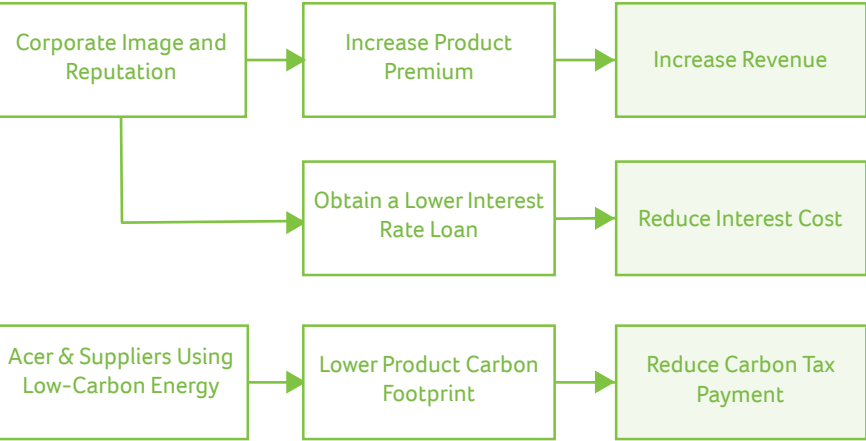 Corporate Image and
Reputation
Increase Product
Premium
Increase Revenue
Obtain a Lower Interest
Rate Loan
Reduce Interest Cost
Acer & Suppliers Using
Low-Carbon Energy
Lower Product Carbon
Footprint
Reduce Carbon Tax
Payment